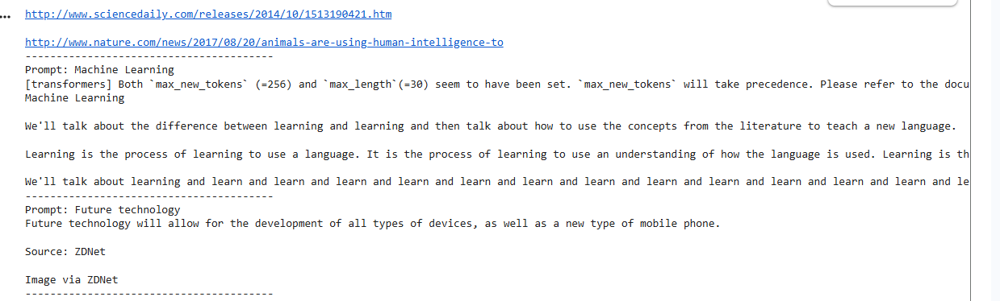 http://www.sciencedaily.com/releases/2014/10/1513190421.htm
http://www.nature.com/news/2017/08/20/animals-are-using-human-intelligence-to
----------------------------------------
Prompt: Machine Learning
[transformers] Both `max_new_tokens` (=256) and `max_length`(=30) seem to have been set. `max_new_tokens` will take precedence. Please refer to the docu
Machine Learning
We'll talk about the difference between learning and learning and then talk about how to use the concepts from the literature to teach a new language.
Learning is the process of learning to use a language. It is the process of learning to use an understanding of how the language is used. Learning is th
We'll talk about learning and learn and learn and learn and learn and learn and learn and learn and learn and learn and learn and learn and learn and le
----------------------------------------
Prompt: Future technology
Future technology will allow for the development of all types of devices, as well as a new type of mobile phone.
Source: ZDNet
Image via ZDNet
----------------------------------------